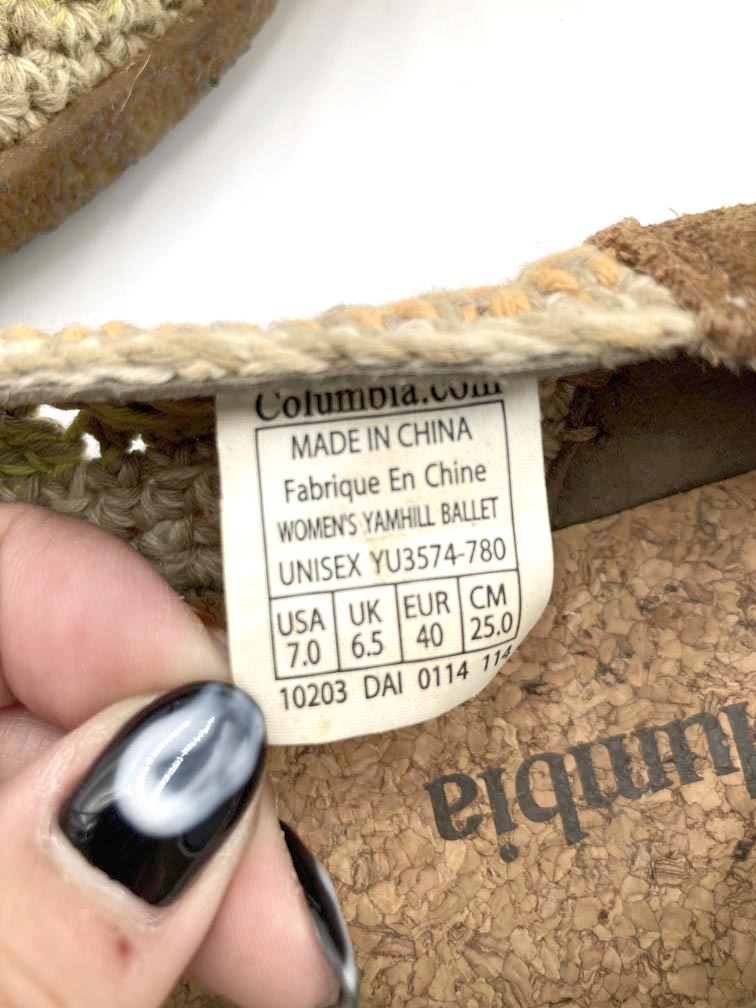 Columbia.com
MADE IN CHINA
Fabrique En Chine
WOMEN'S YAMHILL BALLET
UNISEX YU3574-780
USA UK EUR CM
7.0 6.5 40 25.0
10203 DAI 0114 114
lumbia